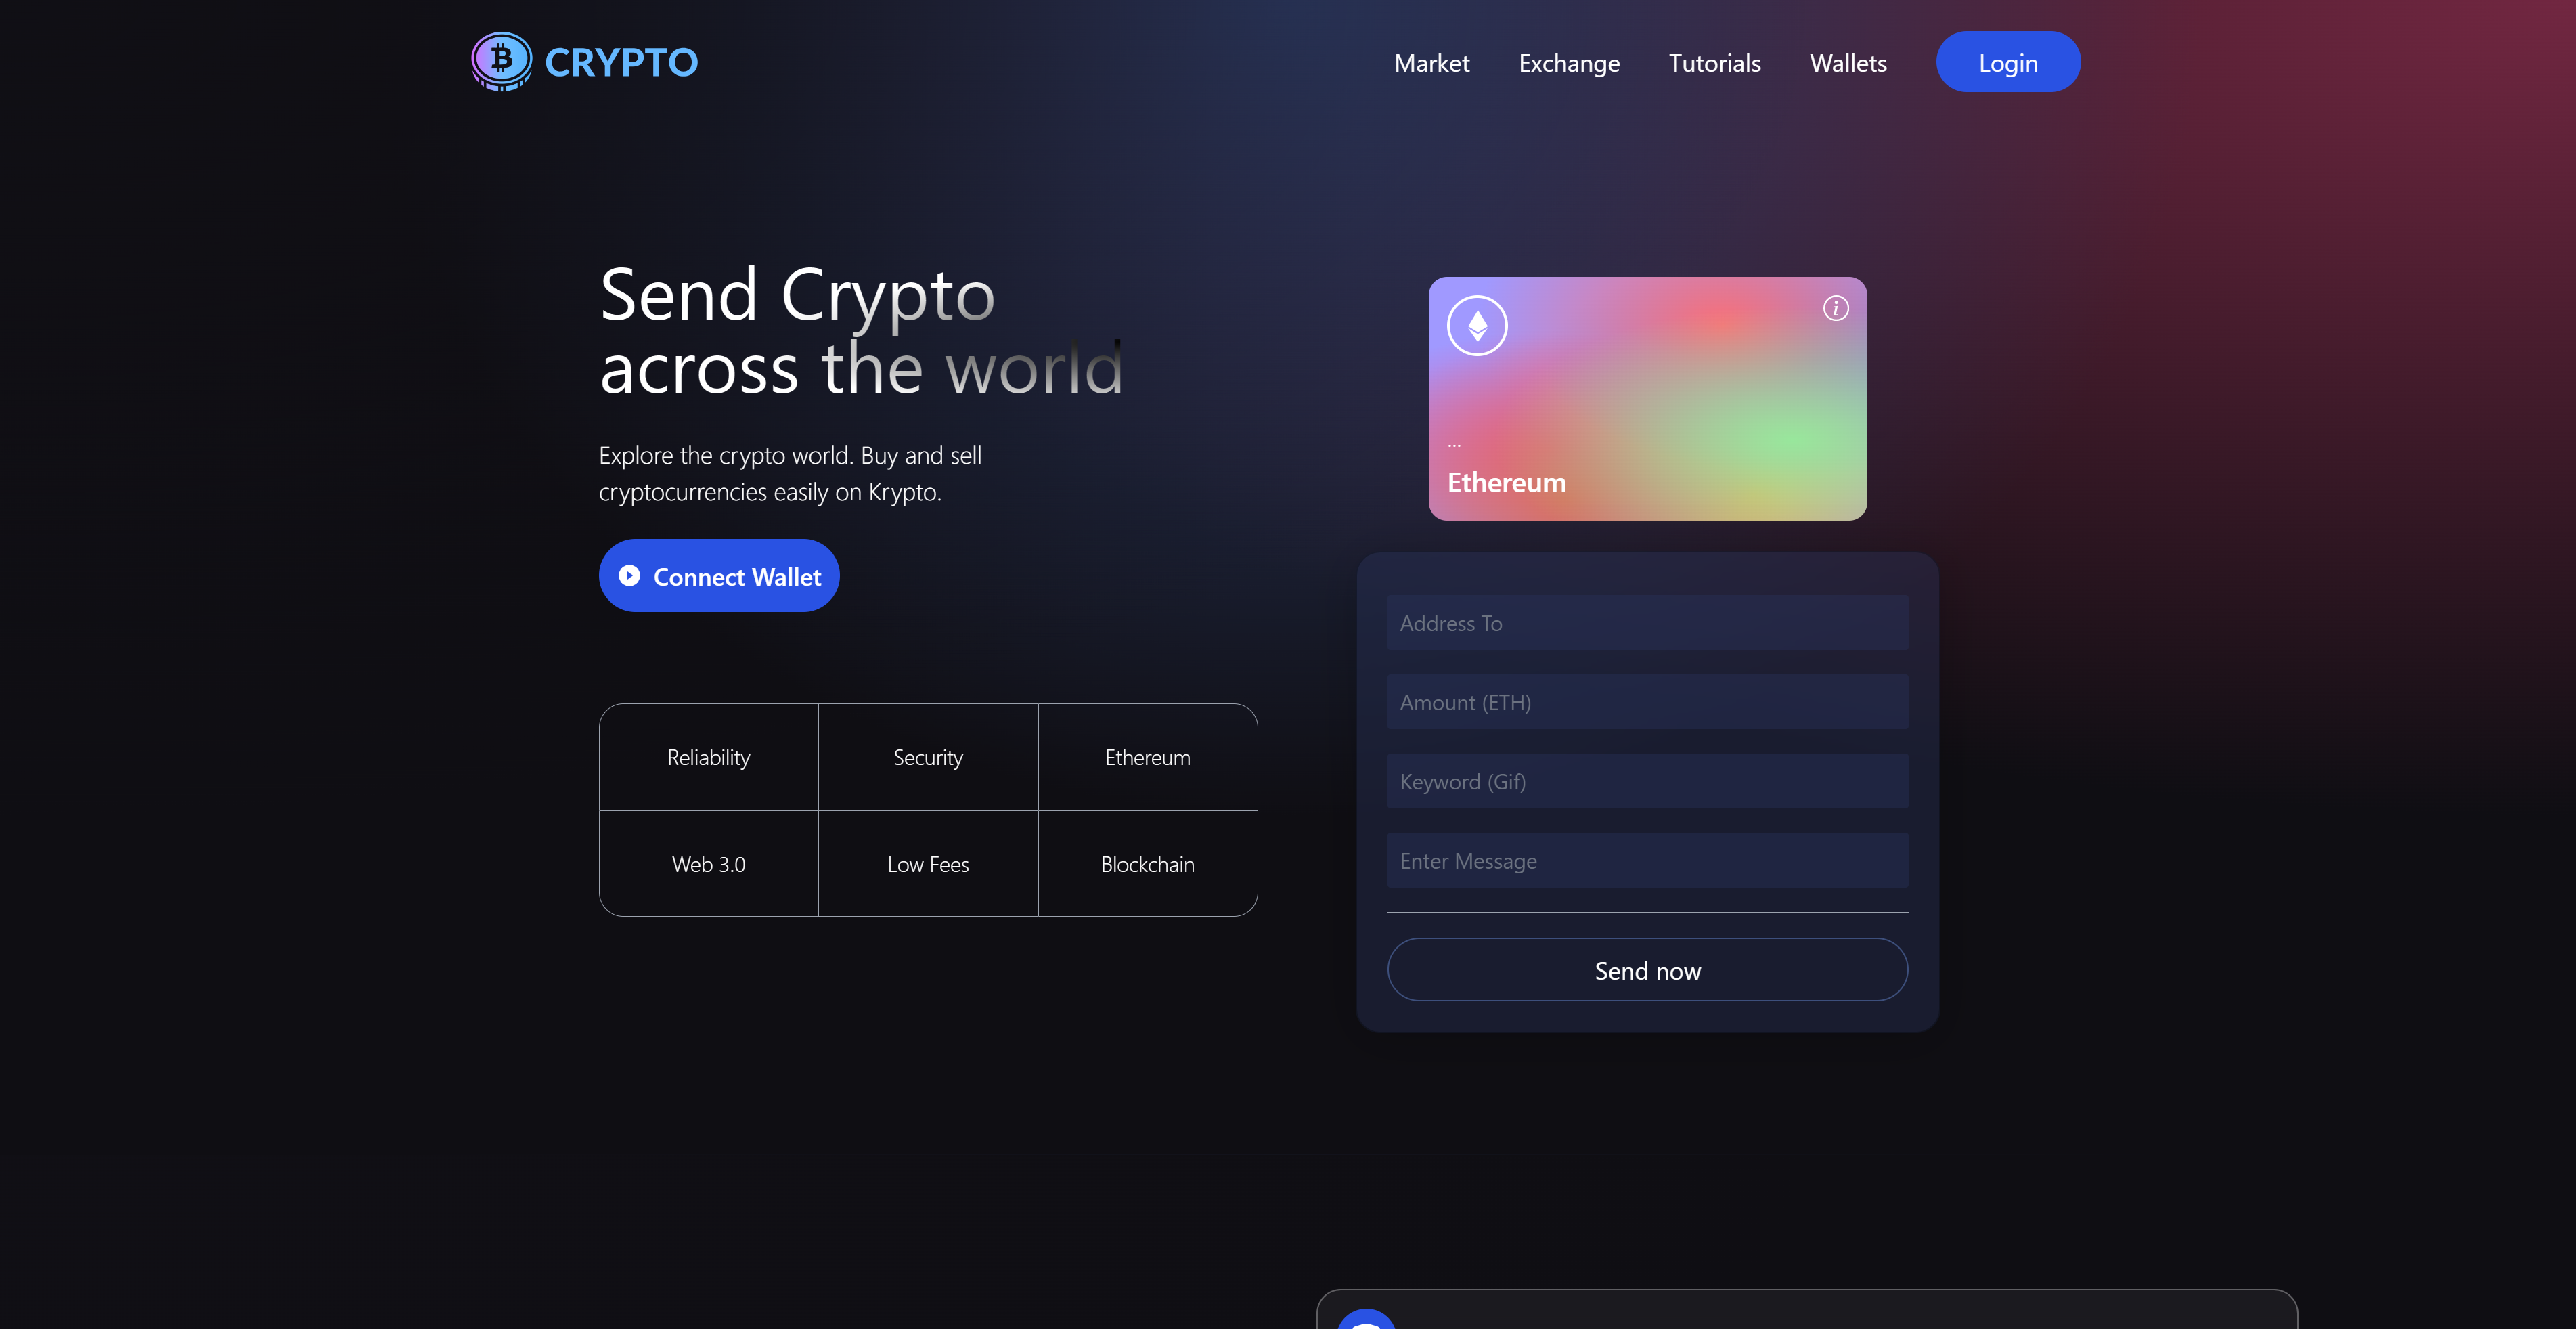 CRYPTO
Market
Exchange
Tutorials
Wallets
Login
Send Crypto
across the world
Explore the crypto world. Buy and sell
cryptocurrencies easily on Krypto.
Connect Wallet
Reliability
Security
Ethereum
Web 3.0
Low Fees
Blockchain
...
Ethereum
Address To
Amount (ETH)
Keyword (Gif)
Enter Message
Send now